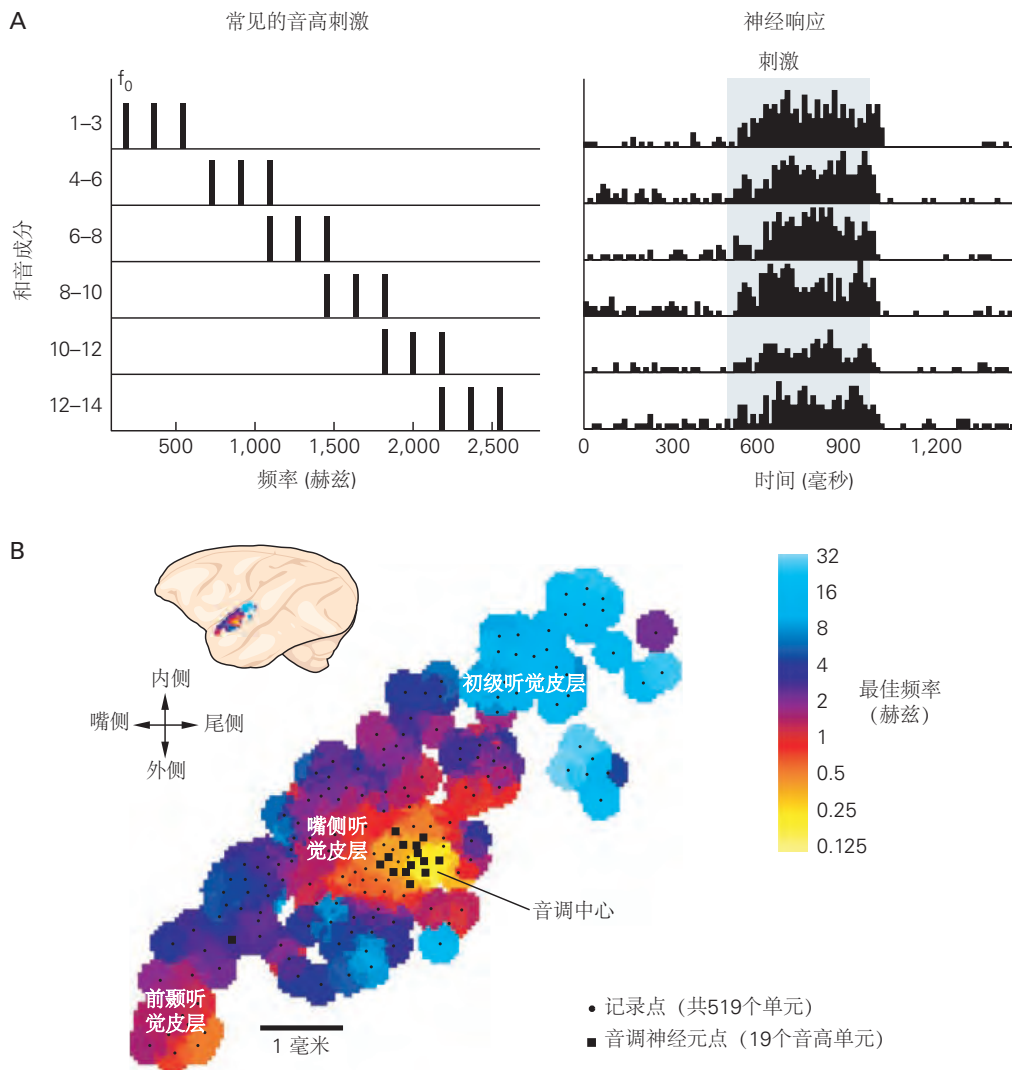 A
常见的音高刺激
神经响应
刺激
f0
和音成分
1–3
4–6
6–8
8–10
10–12
12–14
500
1,000
1,500
2,000
2,500
频率 (赫兹)
0
300
600
900
1,200
时间 (毫秒)
B
内侧
嘴侧
尾侧
外侧
初级听觉皮层
嘴侧听
觉皮层
音调中心
前颞听
觉皮层
1 毫米
32
16
8
4
2
1
0.5
0.25
0.125
最佳频率
(赫兹)
记录点 (共519个单元)
音调神经元点 (19个音高单元)